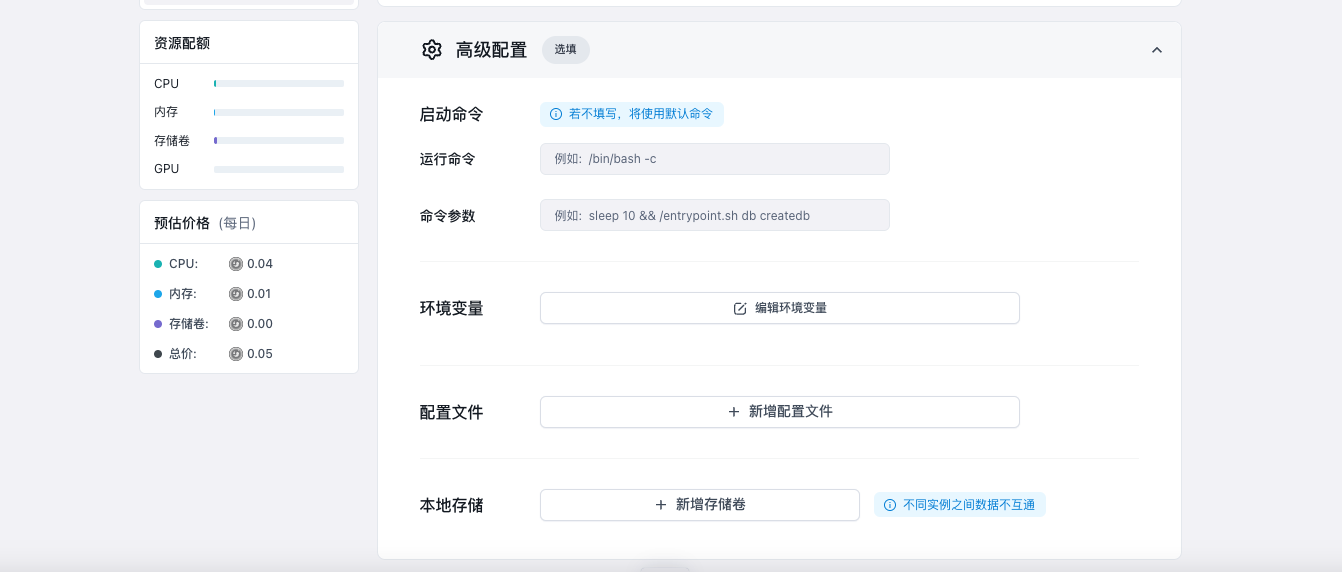 资源配额
CPU
内存
存储卷
GPU
预估价格 (每日)
CPU: 0.04
内存: 0.01
存储卷: 0.00
总价: 0.05
高级配置 选填
启动命令 若不填写，将使用默认命令
运行命令 例如: /bin/bash -c
命令参数 例如: sleep 10 && /entrypoint.sh db createdb
环境变量 编辑环境变量
配置文件 + 新增配置文件
本地存储 + 新增存储卷 不同实例之间数据不互通